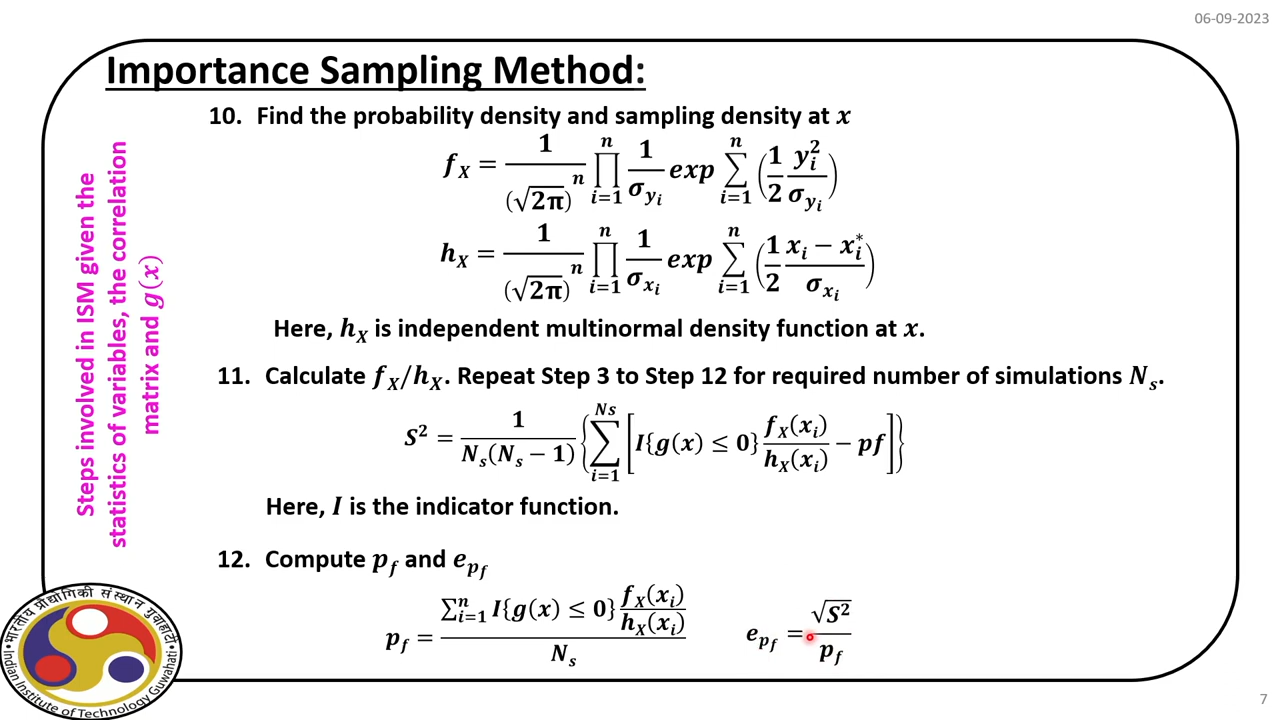 06-09-2023
Importance Sampling Method:
Steps involved in ISM given the
statistics of variables, the correlation
matrix and g(x)
10. Find the probability density and sampling density at x
f_X = 1/(√2π)^n ∏_{i=1}^{n} 1/σ_{y_i} exp ∑_{i=1}^{n} (1/2 y_i^2/σ_{y_i})
h_X = 1/(√2π)^n ∏_{i=1}^{n} 1/σ_{x_i} exp ∑_{i=1}^{n} (1/2 x_i − x_i^*/σ_{x_i})
Here, h_X is independent multinormal density function at x.
11. Calculate f_X/h_X. Repeat Step 3 to Step 12 for required number of simulations N_s.
S^2 = 1/N_s(N_s − 1) {∑_{i=1}^{Ns} [I{g(x) ≤ 0} f_X(x_i)/h_X(x_i) − pf]}
Here, I is the indicator function.
12. Compute p_f and e_{p_f}
p_f = ∑_{i=1}^{n} I{g(x) ≤ 0} f_X(x_i)/h_X(x_i) / N_s e_{p_f} = √S^2/p_f
भारतीय प्रौद्योगिकी संस्थान गुवाहाटी
Indian Institute of Technology Guwahati
7